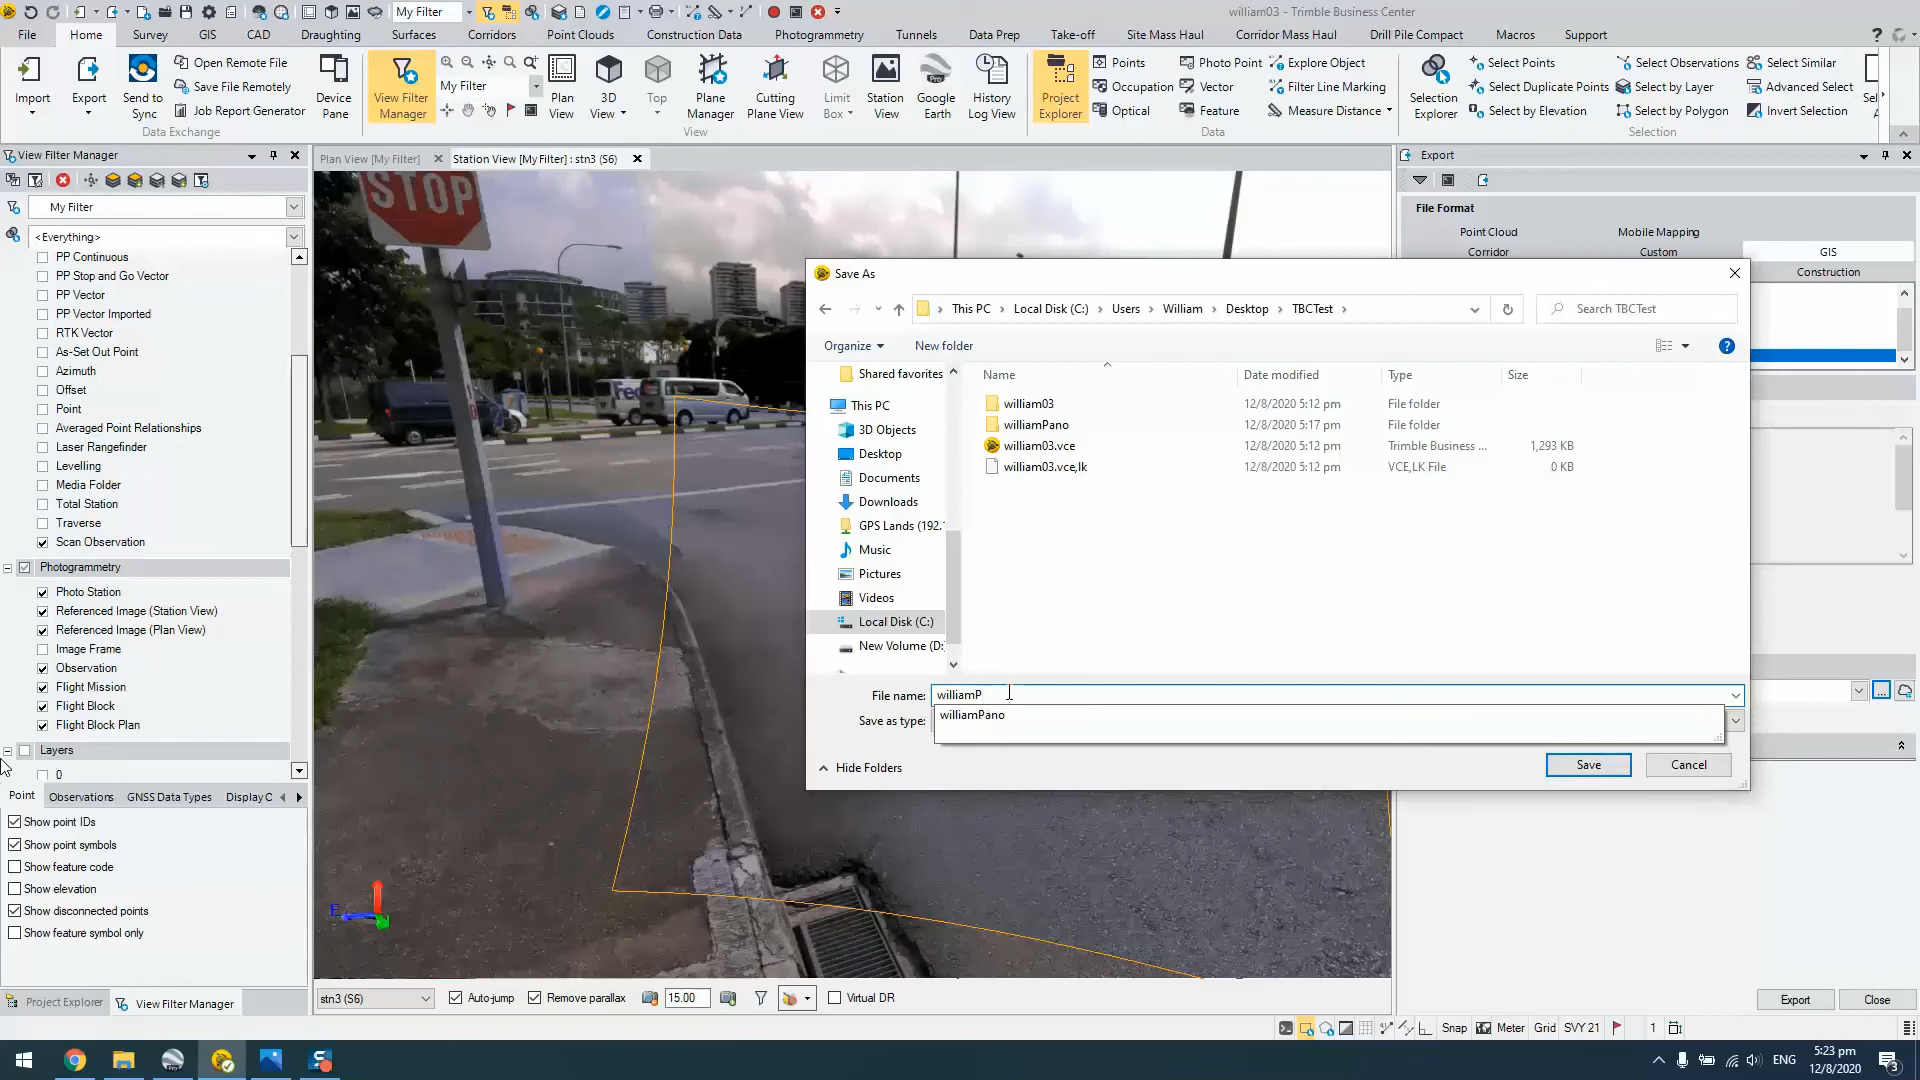 My Filter
william03 - Trimble Business Center
File
Home
Survey
GIS
CAD
Draughting
Surfaces
Corridors
Point Clouds
Construction Data
Photogrammetry
Tunnels
Data Prep
Take-off
Site Mass Haul
Corridor Mass Haul
Drill Pile Compact
Macros
Support
Import
Export
Send to Sync
Open Remote File
Save File Remotely
Job Report Generator
Data Exchange
Device Pane
View Filter Manager
My Filter
Plan View
3D View
Top
Plane Manager
Cutting Plane View
Limit Box
Station View
Google Earth
History Log View
View
Project Explorer
Points
Occupation
Optical
Photo Point
Vector
Feature
Explore Object
Filter Line Marking
Measure Distance
Data
Selection Explorer
Select Points
Select Duplicate Points
Select by Elevation
Select Observations
Select by Layer
Select by Polygon
Select Similar
Advanced Select
Invert Selection
Selection
View Filter Manager
My Filter
<Everything>
PP Continuous
PP Stop and Go Vector
PP Vector
PP Vector Imported
RTK Vector
As-Set Out Point
Azimuth
Offset
Point
Averaged Point Relationships
Laser Rangefinder
Levelling
Media Folder
Total Station
Traverse
Scan Observation
Photogrammetry
Photo Station
Referenced Image (Station View)
Referenced Image (Plan View)
Image Frame
Observation
Flight Mission
Flight Block
Flight Block Plan
Layers
0
Point
Observations
GNSS Data Types
Display C
Show point IDs
Show point symbols
Show feature code
Show elevation
Show disconnected points
Show feature symbol only
Project Explorer
View Filter Manager
Plan View [My Filter]
Station View [My Filter] : stn3 (S6)
STOP
FedE
E
stn3 (S6)
Auto-jump
Remove parallax
15.00
Virtual DR
Export
File Format
Point Cloud
Mobile Mapping
Corridor
Custom
GIS
Construction
Save As
This PC
Local Disk (C:)
Users
William
Desktop
TBCTest
Search TBCTest
Organize
New folder
Shared favorites
This PC
3D Objects
Desktop
Documents
Downloads
GPS Lands (192.
Music
Pictures
Videos
Local Disk (C:)
New Volume (D:
Name
Date modified
Type
Size
william03
12/8/2020 5:12 pm
File folder
williamPano
12/8/2020 5:17 pm
File folder
william03.vce
12/8/2020 5:12 pm
Trimble Business ...
1,293 KB
william03.vce,lk
12/8/2020 5:12 pm
VCE,LK File
0 KB
File name:
williamP
williamPano
Save as type:
Hide Folders
Save
Cancel
Export
Close
Snap
Meter
Grid
SVY 21
1
ENG
5:23 pm
12/8/2020
3